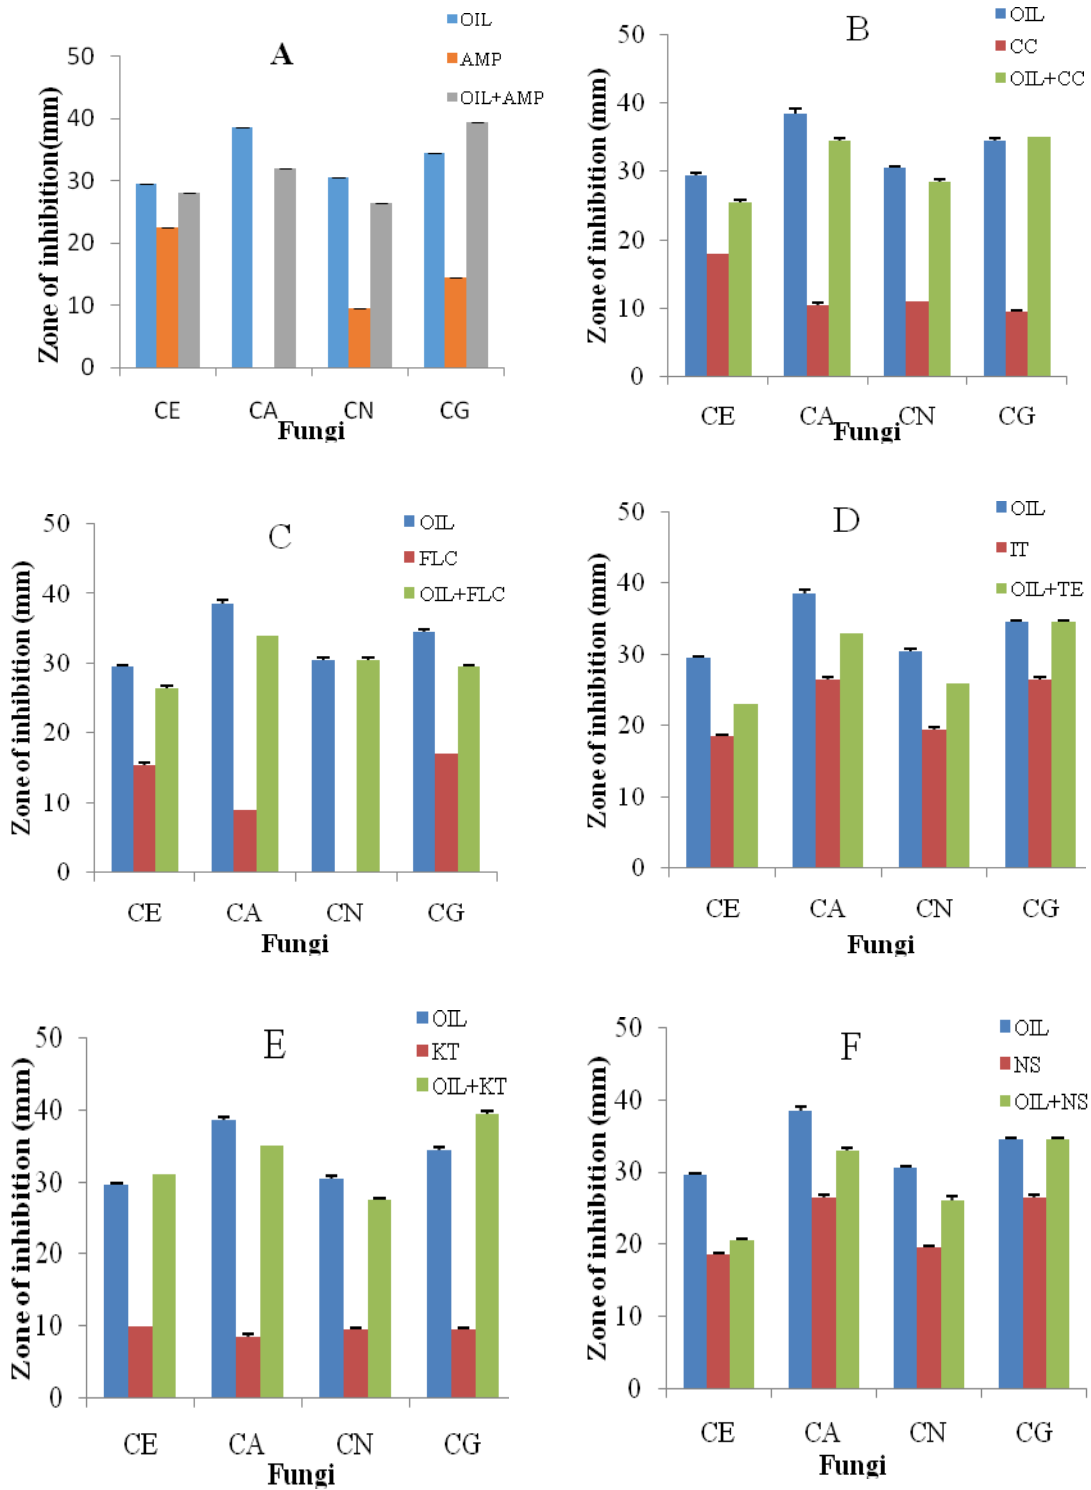 A
OIL
AMP
OIL+AMP
Zone of inhibition(mm)
50
40
30
20
10
0
CE CA CN CG
Fungi
B
OIL
CC
OIL+CC
Zone of inhibition (mm)
50
40
30
20
10
0
CE CA CN CG
Fungi
C
OIL
FLC
OIL+FLC
Zone of inhibition (mm)
50
40
30
20
10
0
CE CA CN CG
Fungi
D
OIL
IT
OIL+TE
Zone of inhibition (mm)
50
40
30
20
10
0
CE CA CN CG
Fungi
E
OIL
KT
OIL+KT
Zone of inhibition (mm)
50
40
30
20
10
0
CE CA CN CG
Fungi
F
OIL
NS
OIL+NS
Zone of inhibition (mm)
50
40
30
20
10
0
CE CA CN CG
Fungi